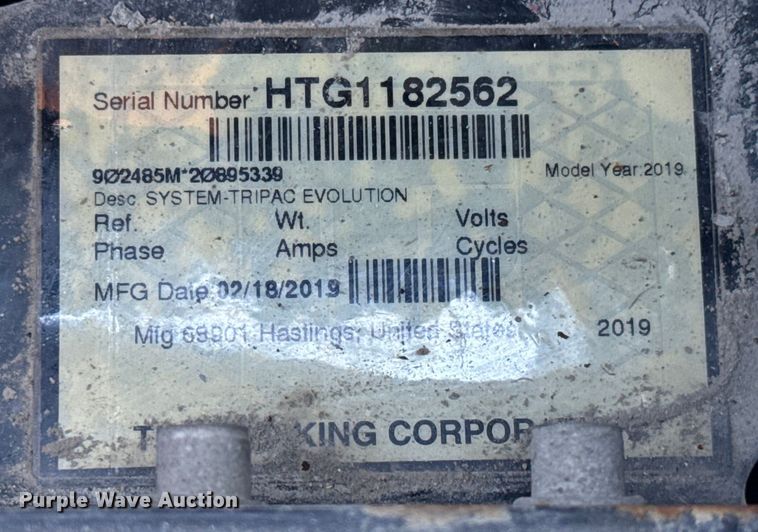 Serial Number HTG1182562
9Ø2485M*2Ø895339
Model Year:2019
Desc. SYSTEM-TRIPAC EVOLUTION
Ref. Wt. Volts
Phase Amps Cycles
MFG Date 02/18/2019
Mfg 68901 Hastings, United States 2019
KING CORPOR
Purple Wave Auction